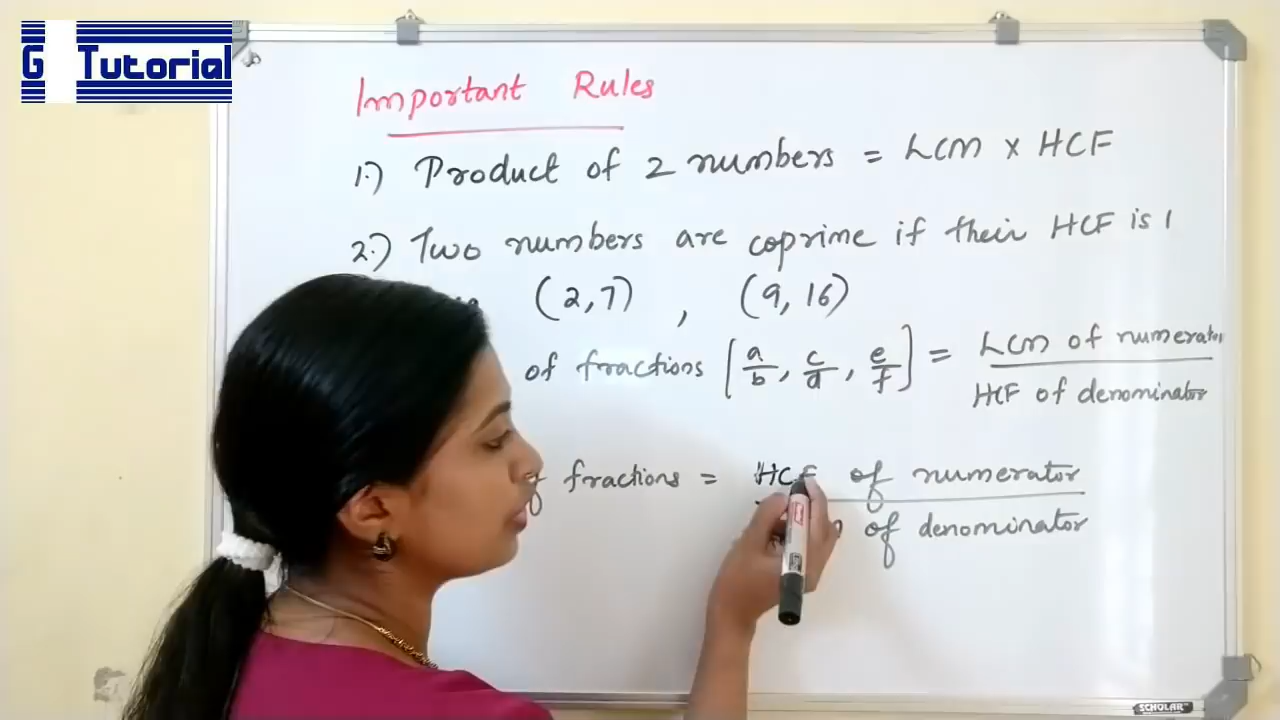 G Tutorial
Important Rules
1.) Product of 2 numbers = LCM x HCF
2.) Two numbers are coprime if their HCF is 1
(2,7) , (9, 16)
of fractions [a/b, c/d, e/f] = LCM of numerator
HCF of denominator
fractions = HCF of numerator
of denominator
SCHOLAR